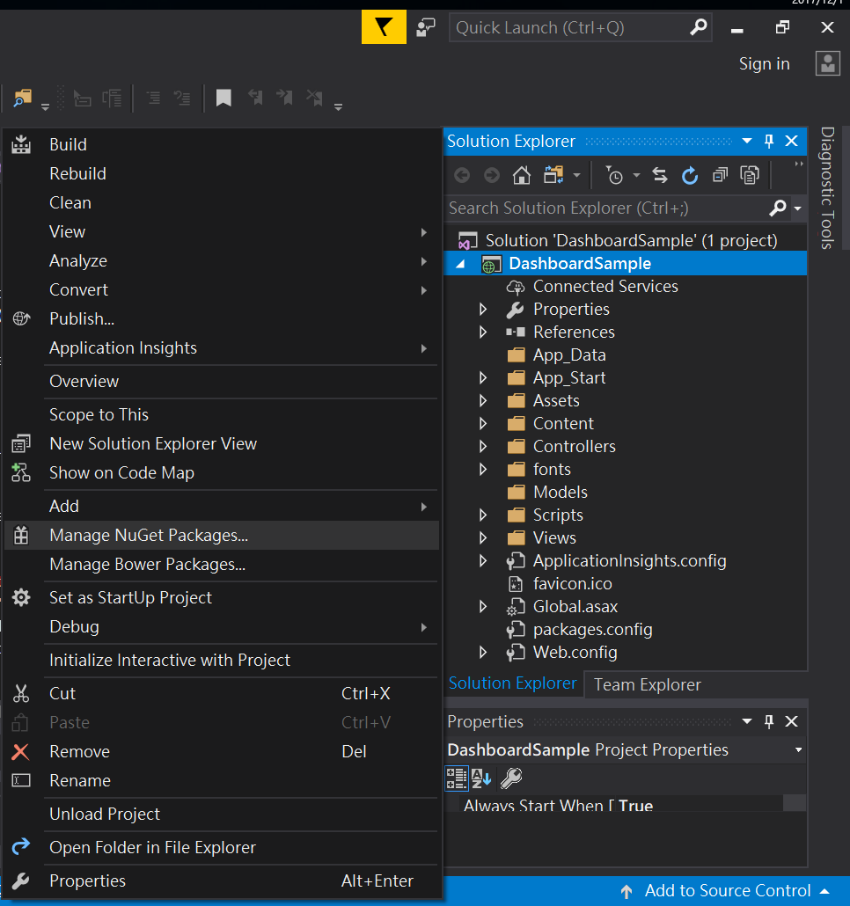 2017/12/1
Quick Launch (Ctrl+Q)
Sign in
Build
Rebuild
Clean
View
Analyze
Convert
Publish...
Application Insights
Overview
Scope to This
New Solution Explorer View
Show on Code Map
Add
Manage NuGet Packages...
Manage Bower Packages...
Set as StartUp Project
Debug
Initialize Interactive with Project
Cut Ctrl+X
Paste Ctrl+V
Remove Del
Rename
Unload Project
Open Folder in File Explorer
Properties Alt+Enter
Solution Explorer
Search Solution Explorer (Ctrl+;)
Solution 'DashboardSample' (1 project)
DashboardSample
Connected Services
Properties
References
App_Data
App_Start
Assets
Content
Controllers
fonts
Models
Scripts
Views
ApplicationInsights.config
favicon.ico
Global.asax
packages.config
Web.config
Solution Explorer Team Explorer
Properties
DashboardSample Project Properties
Always Start When [ True
Diagnostic Tools
Add to Source Control